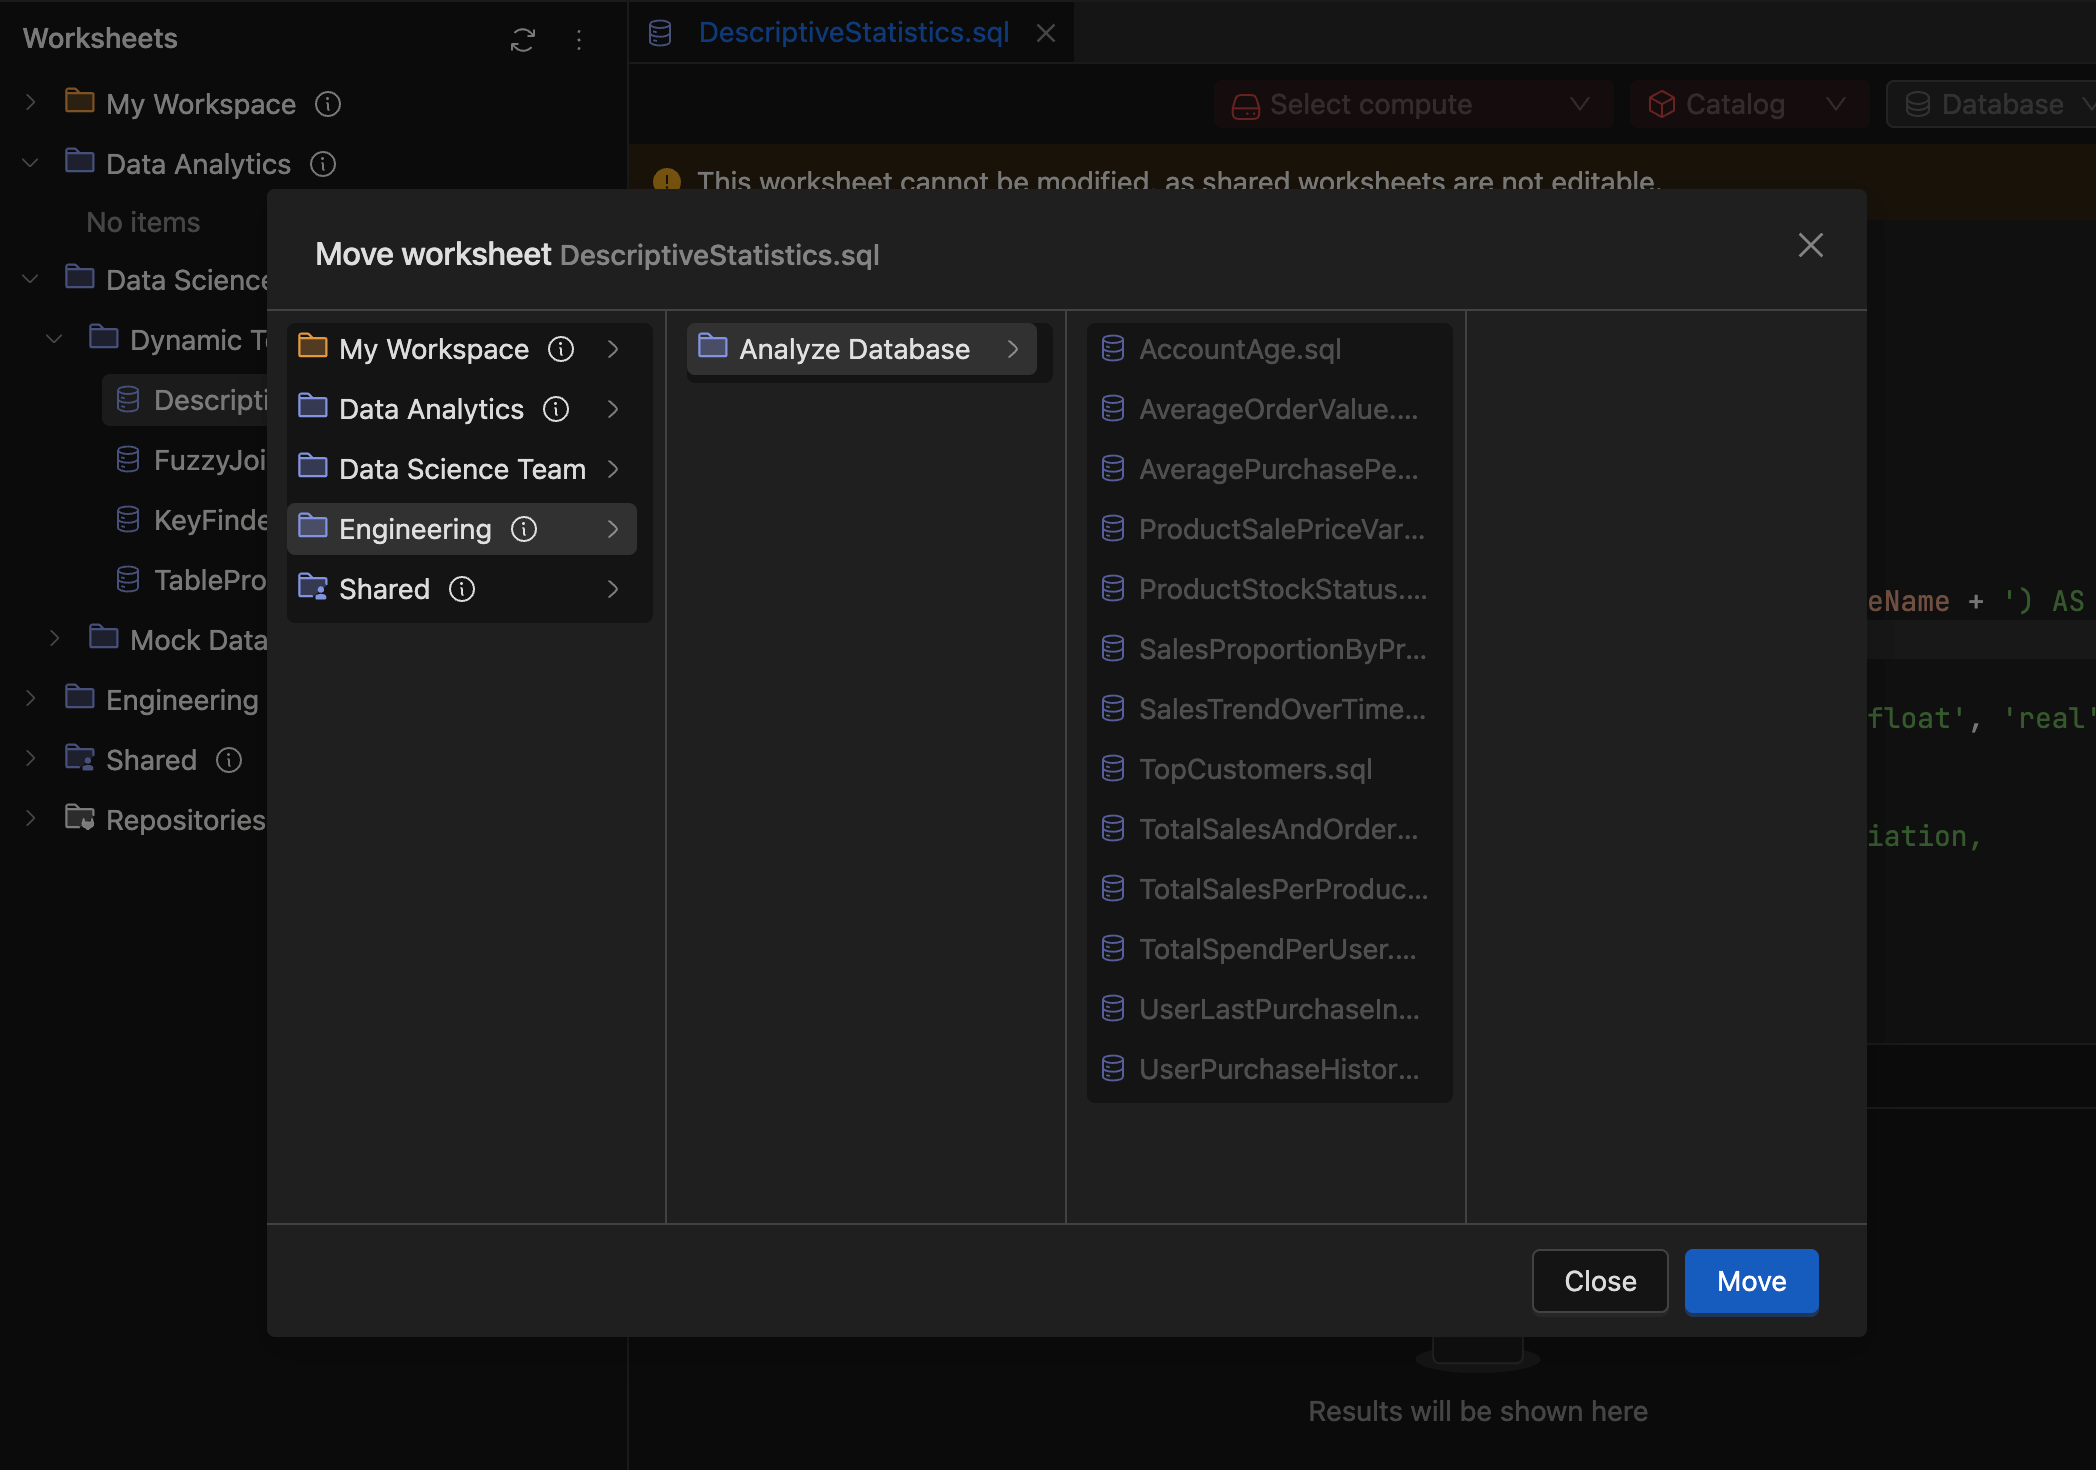 Worksheets
My Workspace
Data Analytics
No items
Data Science
Dynamic T
Descripti
FuzzyJoi
KeyFinde
TablePro
Mock Data
Engineering
Shared
Repositories
DescriptiveStatistics.sql
Select compute
Catalog
Database
This worksheet cannot be modified, as shared worksheets are not editable.
Move worksheet DescriptiveStatistics.sql
My Workspace
Data Analytics
Data Science Team
Engineering
Shared
Analyze Database
AccountAge.sql
AverageOrderValue....
AveragePurchasePe...
ProductSalePriceVar...
ProductStockStatus....
SalesProportionByPr...
SalesTrendOverTime...
TopCustomers.sql
TotalSalesAndOrder...
TotalSalesPerProduc...
TotalSpendPerUser....
UserLastPurchaseIn...
UserPurchaseHistor...
eName + ') AS
float', 'real'
iation,
Close
Move
Results will be shown here